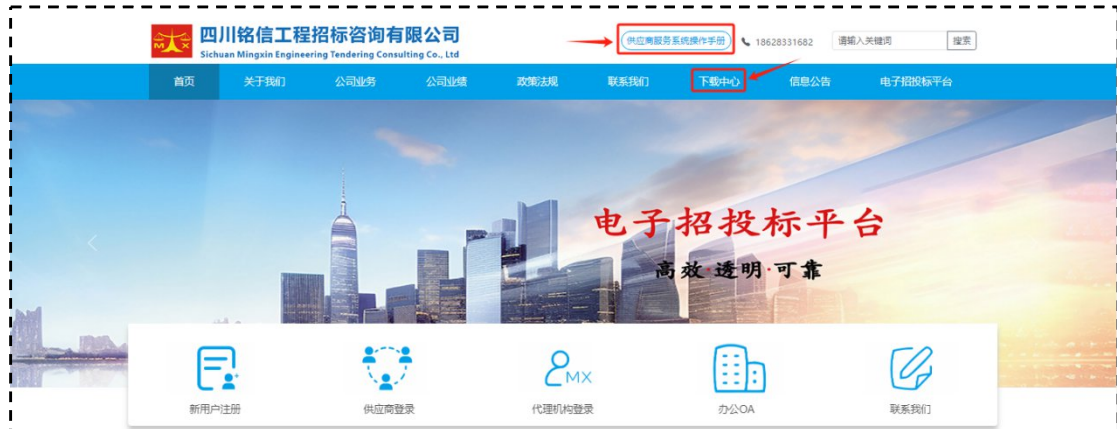 四川铭信工程招标咨询有限公司
Sichuan Mingxin Engineering Tendering Consulting Co., Ltd
供应商服务系统操作手册
18628331682
请输入关键词
搜索
首页
关于我们
公司业务
公司业绩
政策法规
联系我们
下载中心
信息公告
电子招投标平台
电子招投标平台
高效·透明·可靠
新用户注册
供应商登录
MX
代理机构登录
办公OA
联系我们